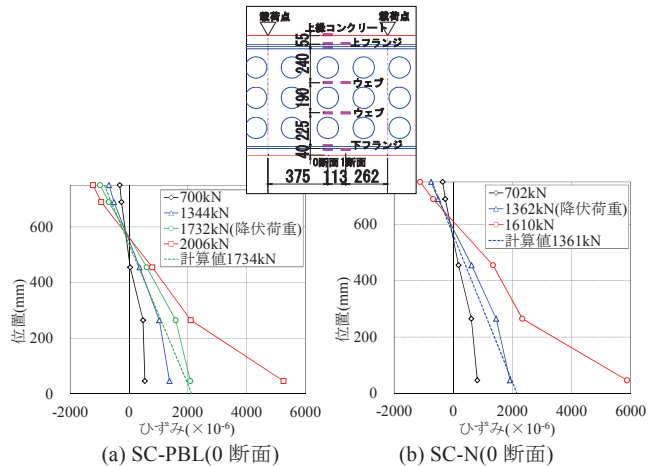 載荷点 載荷点
上縁コンクリート
上フランジ
ウェブ
ウェブ
下フランジ
55
240
190
225
40
0断面 1断面
375 113 262
700kN
1344kN
1732kN(降伏荷重)
2006kN
計算値1734kN
位置(mm)
600
400
200
0
-2000 0 2000 4000 6000
ひずみ(×10⁻⁶)
(a) SC-PBL(0 断面)
702kN
1362kN(降伏荷重)
1610kN
計算値1361kN
位置(mm)
600
400
200
0
-2000 0 2000 4000 6000
ひずみ(×10⁻⁶)
(b) SC-N(0 断面)